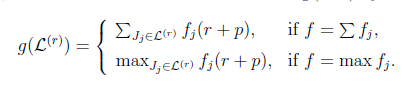 g(ℒ⁽ʳ⁾) = { ∑_{J_j∈ℒ⁽ʳ⁾} f_j(r + p), if f = ∑ f_j,
max_{J_j∈ℒ⁽ʳ⁾} f_j(r + p), if f = max f_j.